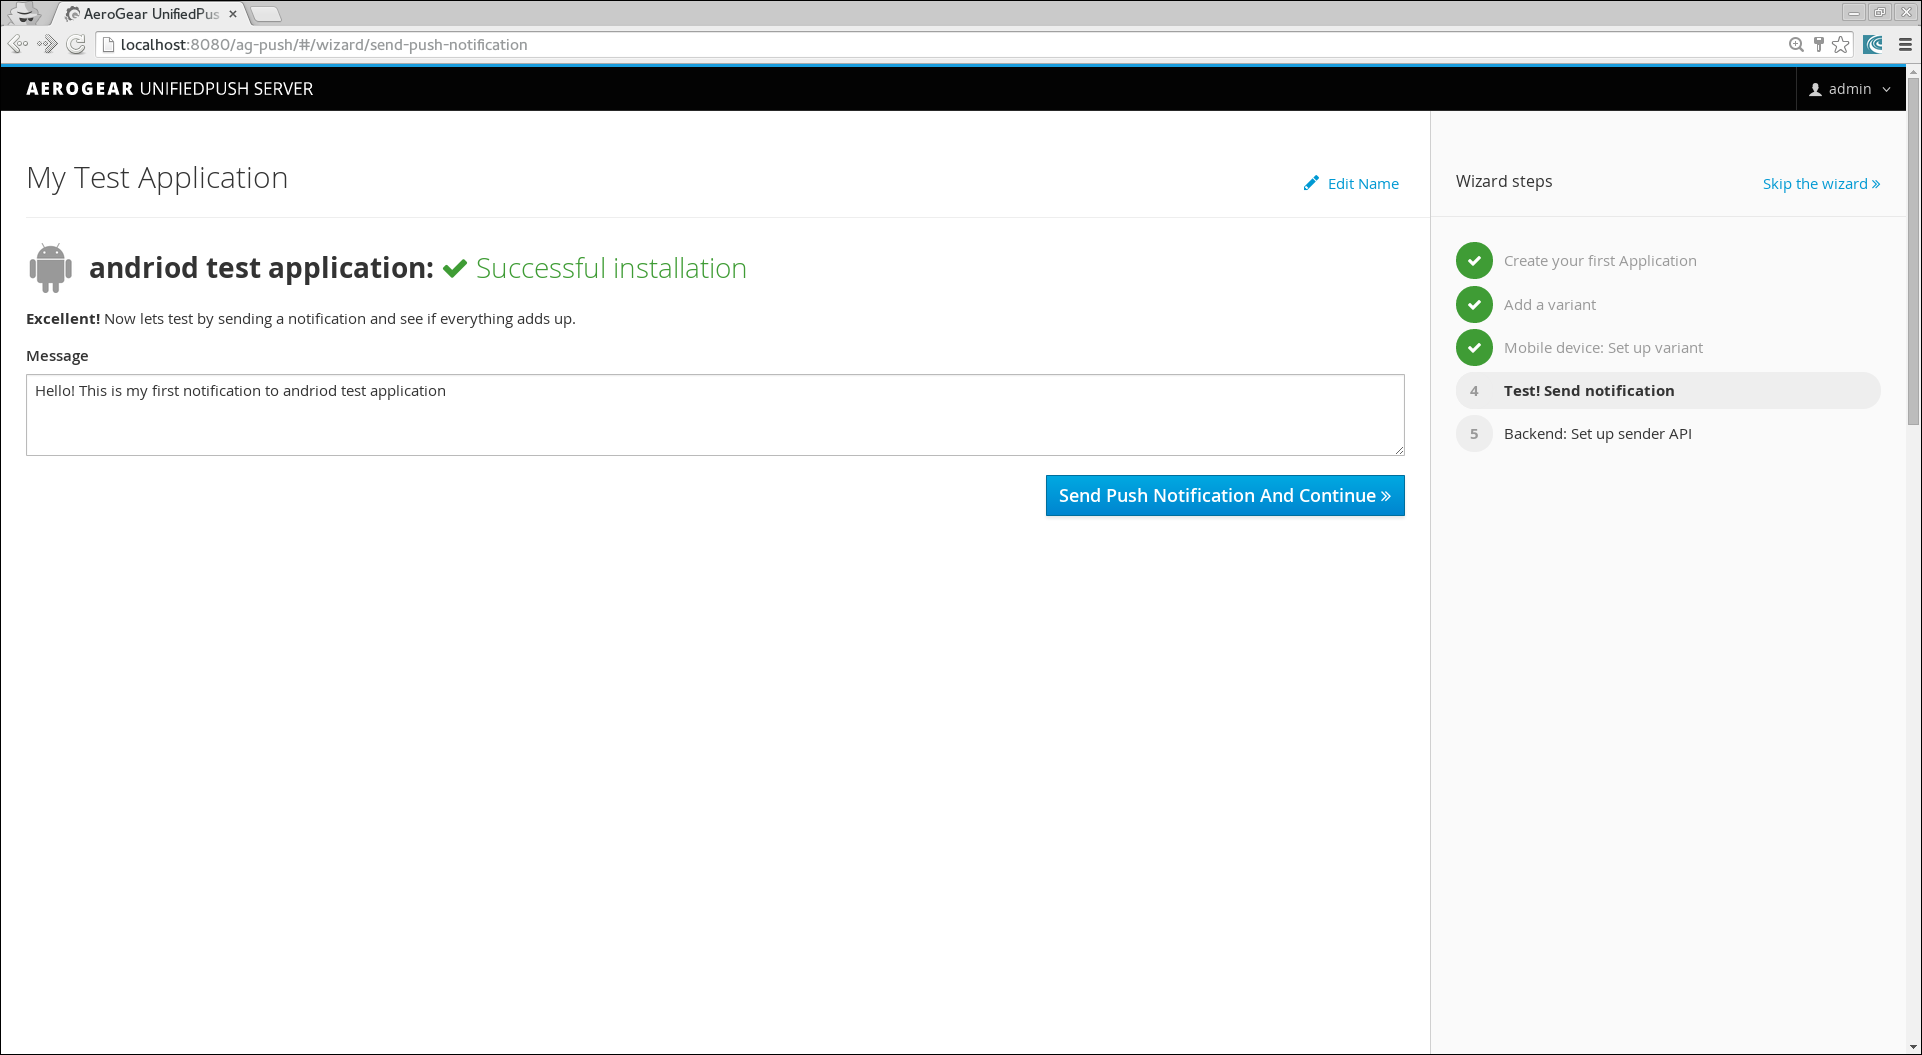 AeroGear UnifiedPus
localhost:8080/ag-push/#/wizard/send-push-notification
AEROGEAR UNIFIEDPUSH SERVER
admin
My Test Application
Edit Name
andriod test application: Successful installation
Excellent! Now lets test by sending a notification and see if everything adds up.
Message
Hello! This is my first notification to andriod test application
Send Push Notification And Continue »
Wizard steps
Skip the wizard »
Create your first Application
Add a variant
Mobile device: Set up variant
4 Test! Send notification
5 Backend: Set up sender API